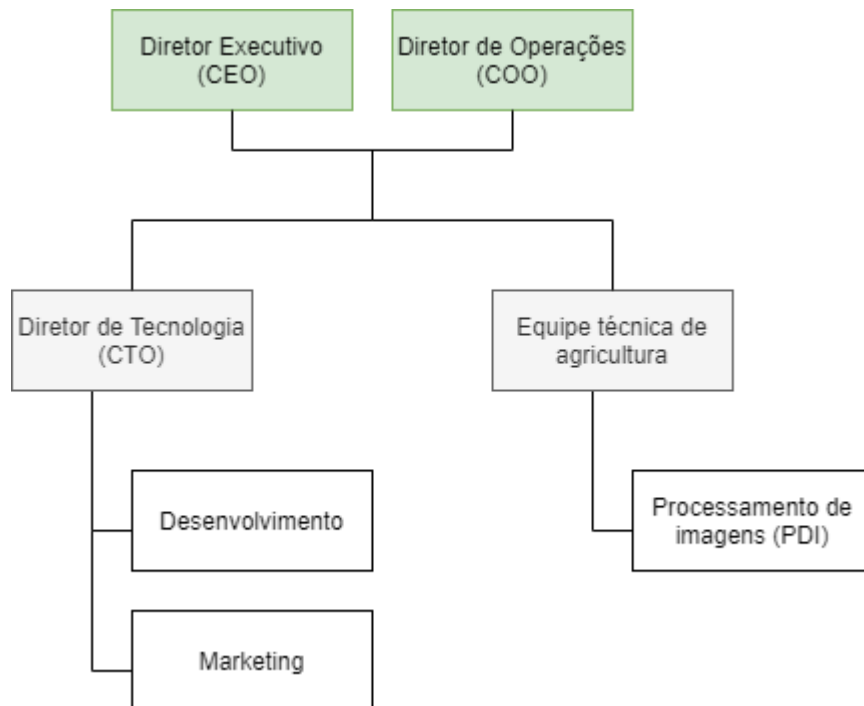 Diretor Executivo
(CEO)
Diretor de Operações
(COO)
Diretor de Tecnologia
(CTO)
Equipe técnica de
agricultura
Desenvolvimento
Processamento de
imagens (PDI)
Marketing